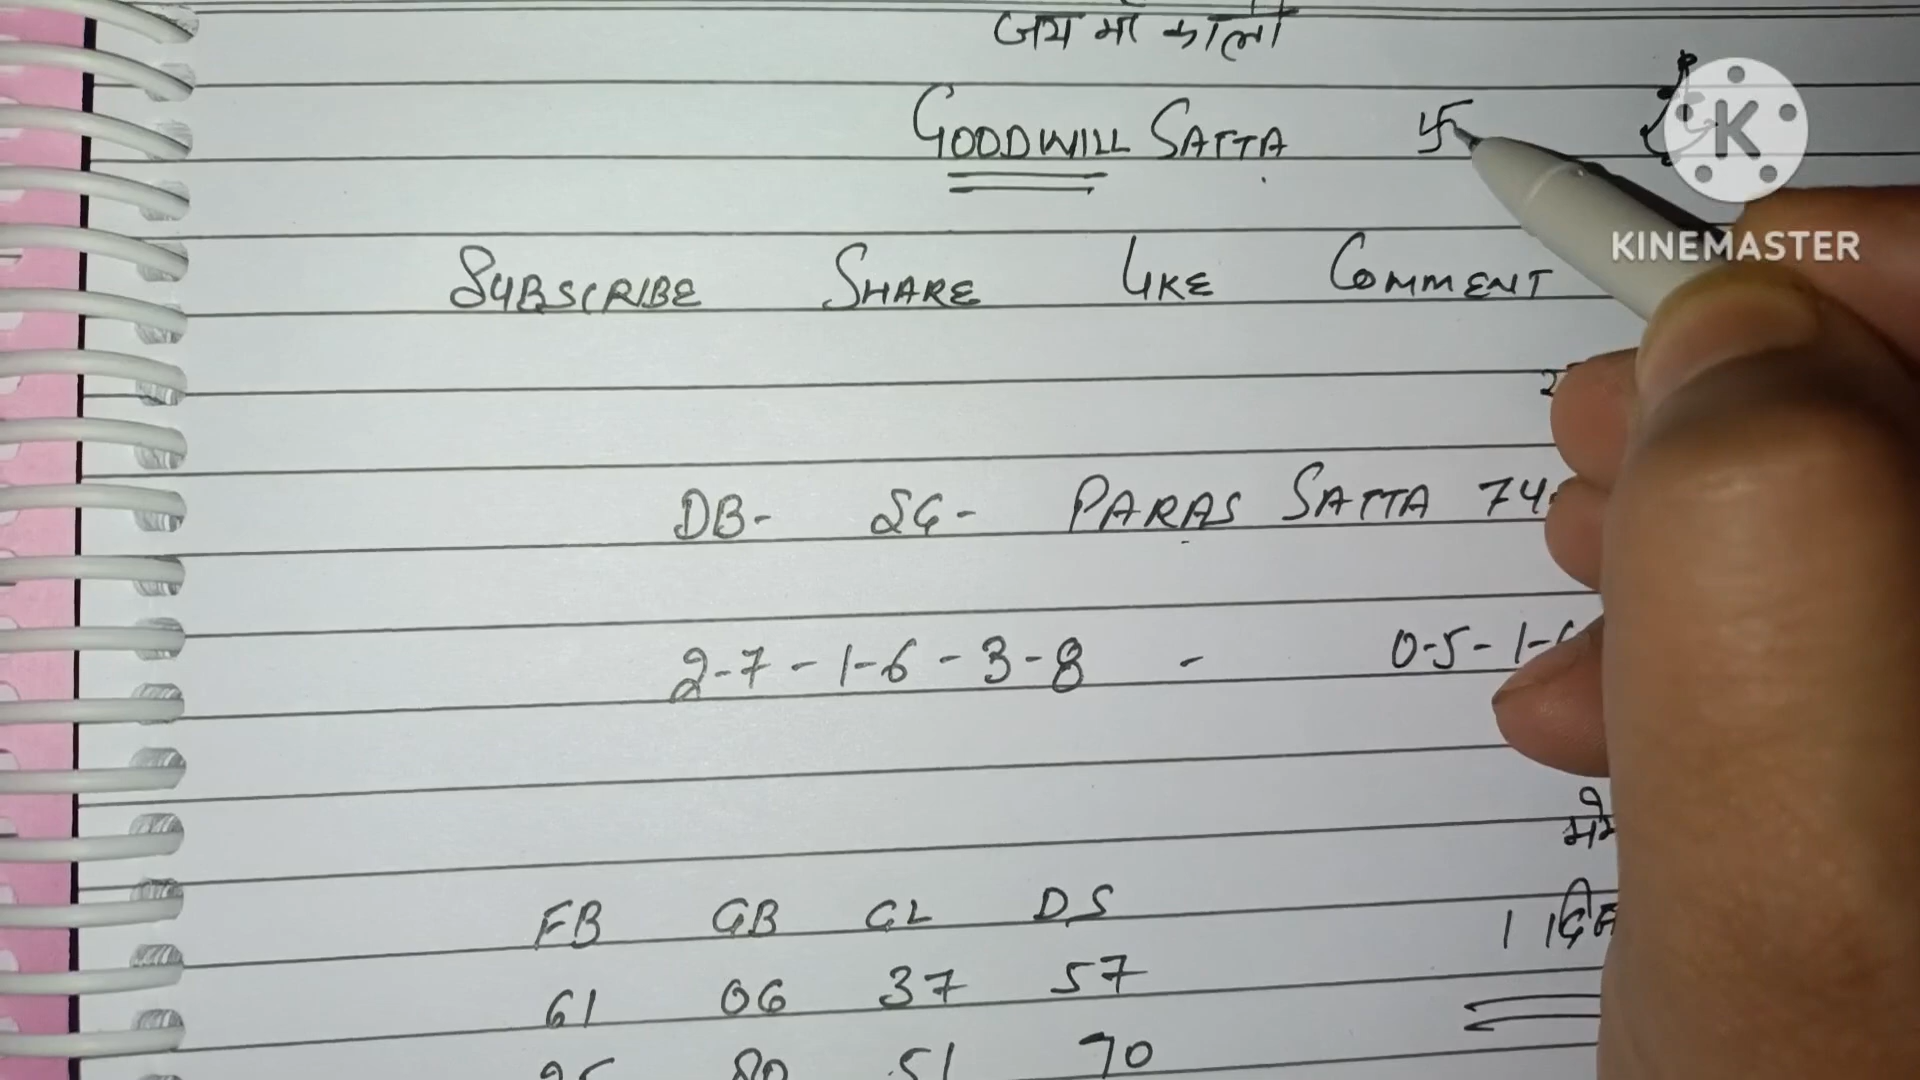 जय माँ काली
GOODWILL SATTA 卐
K
KINEMASTER
SUBSCRIBE SHARE LIKE COMMENT
DB- SG- PARAS SATTA 74
2-7-1-6-3-8 - 0-5-1-
FB GB GL DS
61 06 37 57
70